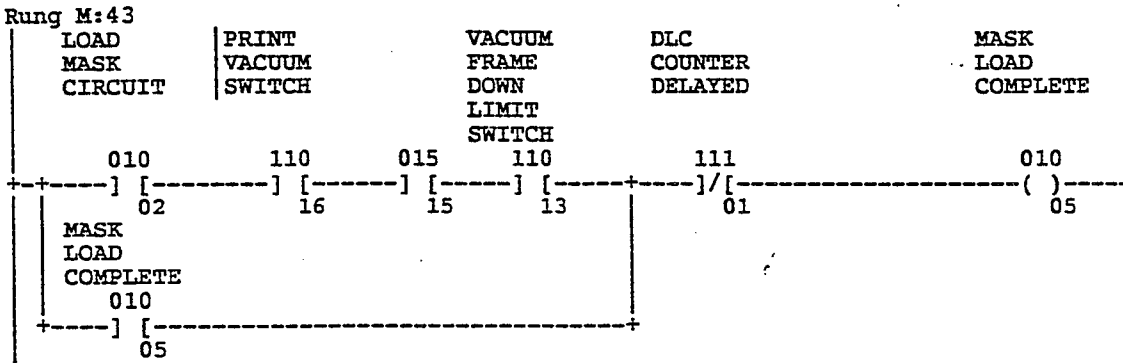 Rung M:43
LOAD PRINT VACUUM DLC MASK
MASK VACUUM FRAME COUNTER LOAD
CIRCUIT SWITCH DOWN DELAYED COMPLETE
LIMIT
SWITCH
010 110 015 110 111 010
+-+----] [--------] [------] [-----] [-----+----]/[--------------------( )-----
02 16 15 13 01 05
MASK
LOAD
COMPLETE
010
+----] [----------------------------------+
05